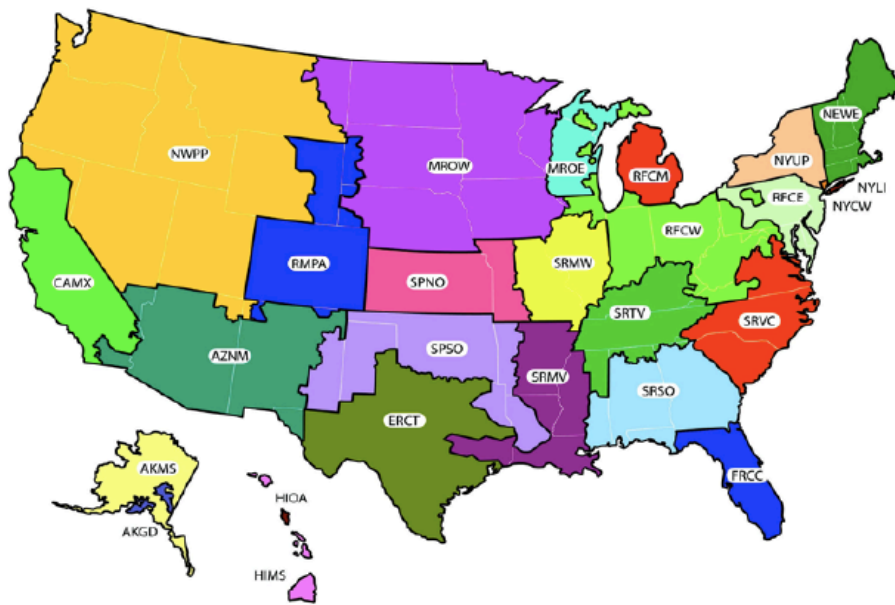 NEWE
NWPP
MROW
MROE
NYUP
RFCM
NYLI
RFCE
NYCW
RFCW
SRMW
RMPA
CAMX
SPNO
SRTV
SRVC
AZNM
SPSO
SRMV
SRSO
ERCT
AKMS
FRCC
HIOA
AKGD
HIMS